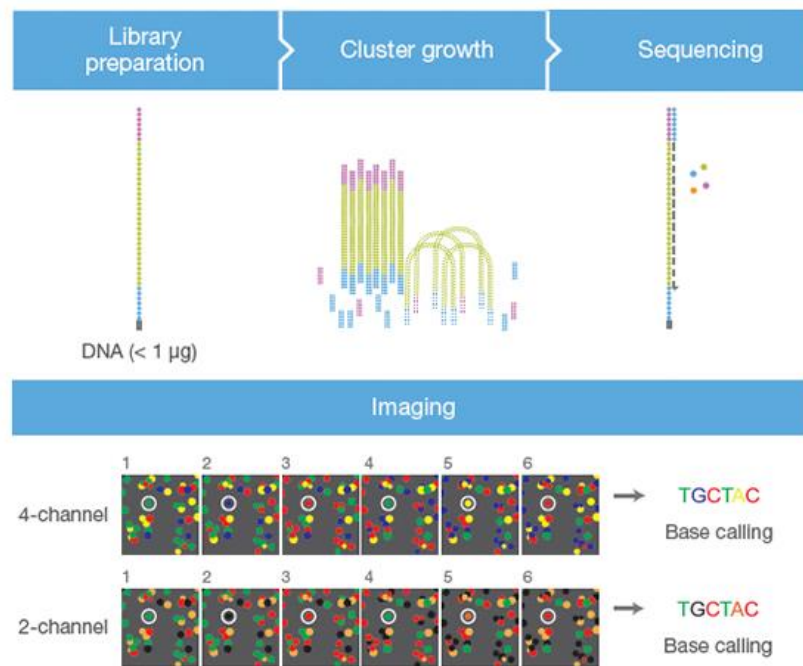 Library
preparation
Cluster growth
Sequencing
DNA (< 1 µg)
Imaging
1 2 3 4 5 6
4-channel
TGCTAC
Base calling
1 2 3 4 5 6
2-channel
TGCTAC
Base calling